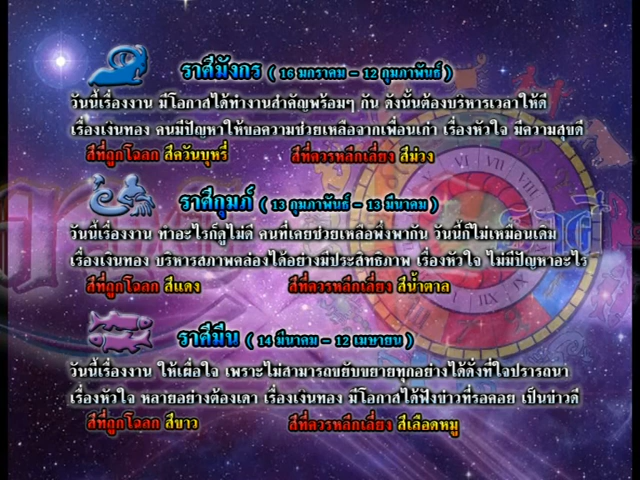 ราศีมังกร ( 16 มกราคม - 12 กุมภาพันธ์ )
วันนี้เรื่องงาน มีโอกาสได้ทำงานสำคัญพร้อมๆ กัน ดังนั้นต้องบริหารเวลาให้ดี
เรื่องเงินทอง คนมีปัญหาให้ขอความช่วยเหลือจากเพื่อนเก่า เรื่องหัวใจ มีความสุขดี
สีที่ถูกโฉลก สีควันบุหรี่ สีที่ควรหลีกเลี่ยง สีม่วง
ราศีกุมภ์ ( 13 กุมภาพันธ์ - 13 มีนาคม )
วันนี้เรื่องงาน ทำอะไรก็ดูไม่ดี คนที่เคยช่วยเหลือพึ่งพากัน วันนี้ก็ไม่เหมือนเดิม
เรื่องเงินทอง บริหารสภาพคล่องได้อย่างมีประสิทธิภาพ เรื่องหัวใจ ไม่มีปัญหาอะไร
สีที่ถูกโฉลก สีแดง สีที่ควรหลีกเลี่ยง สีน้ำตาล
ราศีมีน ( 14 มีนาคม - 12 เมษายน )
วันนี้เรื่องงาน ให้เผื่อใจ เพราะไม่สามารถขยับขยายทุกอย่างได้ดั่งที่ใจปรารถนา
เรื่องหัวใจ หลายอย่างต้องเดา เรื่องเงินทอง มีโอกาสได้ฟังข่าวที่รอคอย เป็นข่าวดี
สีที่ถูกโฉลก สีขาว สีที่ควรหลีกเลี่ยง สีเลือดหมู